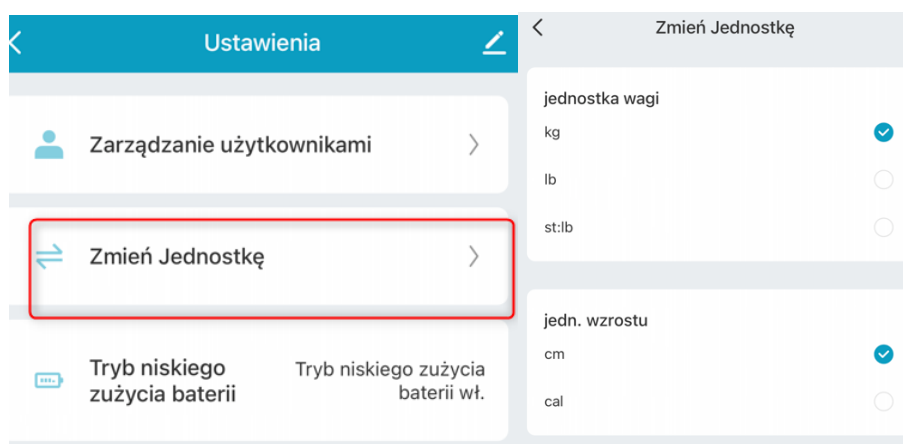 Ustawienia
Zarządzanie użytkownikami
Zmień Jednostkę
Tryb niskiego
zużycia baterii
Tryb niskiego zużycia
baterii wł.
Zmień Jednostkę
jednostka wagi
kg
lb
st:lb
jedn. wzrostu
cm
cal